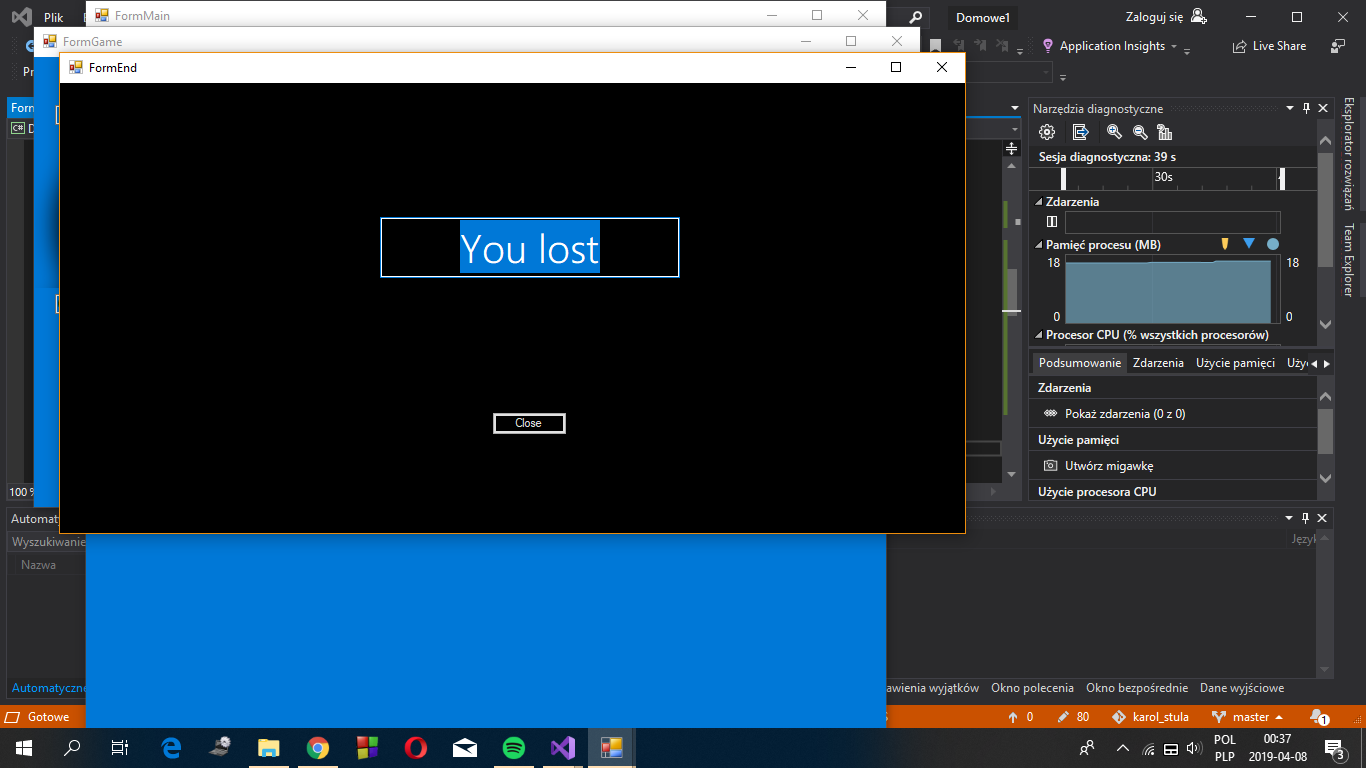 Plik
FormMain
Domowe1
Zaloguj się
FormGame
Application Insights
Live Share
FormEnd
Pr
Form
Narzędzia diagnostyczne
C#
D
Sesja diagnostyczna: 39 s
30s
Zdarzenia
Pamięć procesu (MB)
18
18
0
0
Procesor CPU (% wszystkich procesorów)
You lost
Close
Podsumowanie
Zdarzenia
Użycie pamięci
Zdarzenia
Pokaż zdarzenia (0 z 0)
Użycie pamięci
Utwórz migawkę
Użycie procesora CPU
Eksplorator rozwiązań
Team Explorer
100 %
Wyszukiwanie
Nazwa
Język
Automatyczne
Okno polecenia
Okno bezpośrednie
Dane wyjściowe
wyjątków
Gotowe
0
80
karol_stula
master
1
POL
PLP
00:37
2019-04-08
3